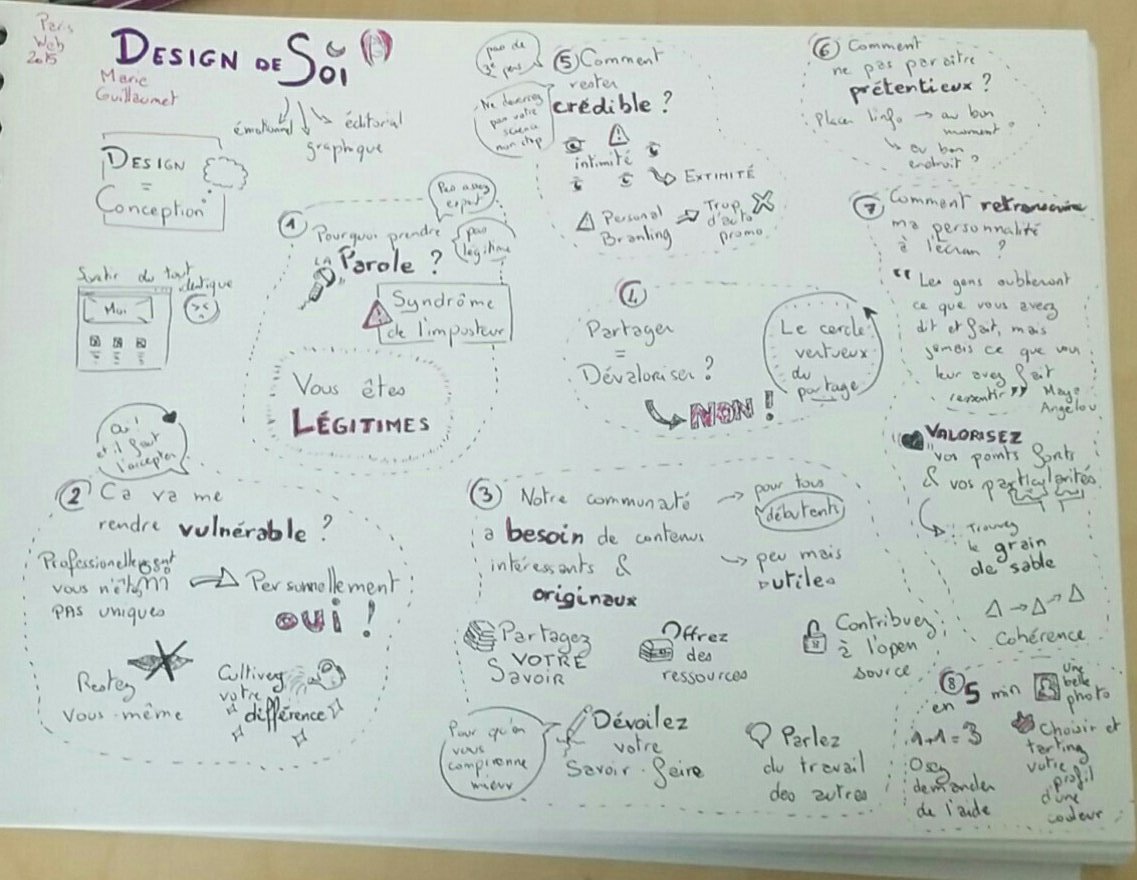 Paris
Web
2015
DESIGN DE SOI
Marie
Guillaumet
émotionnel
éditorial
graphique
DESIGN
=
Conception
Sortir du tout
identique
Moi
1
Pourquoi prendre
LA
Parole ?
Pas assez
expert
pas
légitime
Syndrôme
de l'imposteur
Vous êtes
LÉGITIMES
oui !
et il faut
l'accepter
2
Ca va me
rendre vulnérable ?
Professionellement
vous n'êtes
PAS uniques
Personnellement
OUI !
Restez
Vous-même
Cultivez
votre
différence
3
Notre communauté
a besoin de contenus
intéressants &
originaux
pour tous
débutants
peu mais
utiles
Partagez
VOTRE
Savoir
Offrez
des
ressources
Contribuez
à l'open
source
Pour qu'on
vous
comprenne
mieux
Dévoilez
votre
Savoir-faire
Parlez
du travail
des autres
4
Partager
=
Dévaloriser ?
NON !
Le cercle
vertueux
du
partage
5
Comment
rester
crédible ?
pas de
3e pers
Ne déversez
pas votre
science
non stop
intimité
EXTIMITÉ
Personal
Branting
Trop
d'auto
promo
6
Comment
ne pas paraitre
prétentieux ?
Placer l'info → au bon
moment ?
au bon
endroit ?
7
Comment retranscrire
ma personnalité
à l'écran ?
“ Les gens oublieront
ce que vous avez
dit et fait, mais
jamais ce que vous
leur avez fait
ressentir ”
Maya
Angelou
VALORISEZ
vos points forts
& vos particularités
Trouvez
le grain
de sable
Cohérence
8
en 5 min
Une
belle
photo
1+1=3
Osez
demander
de l'aide
Choisir et
tarting
votre
profil
d'une
couleur